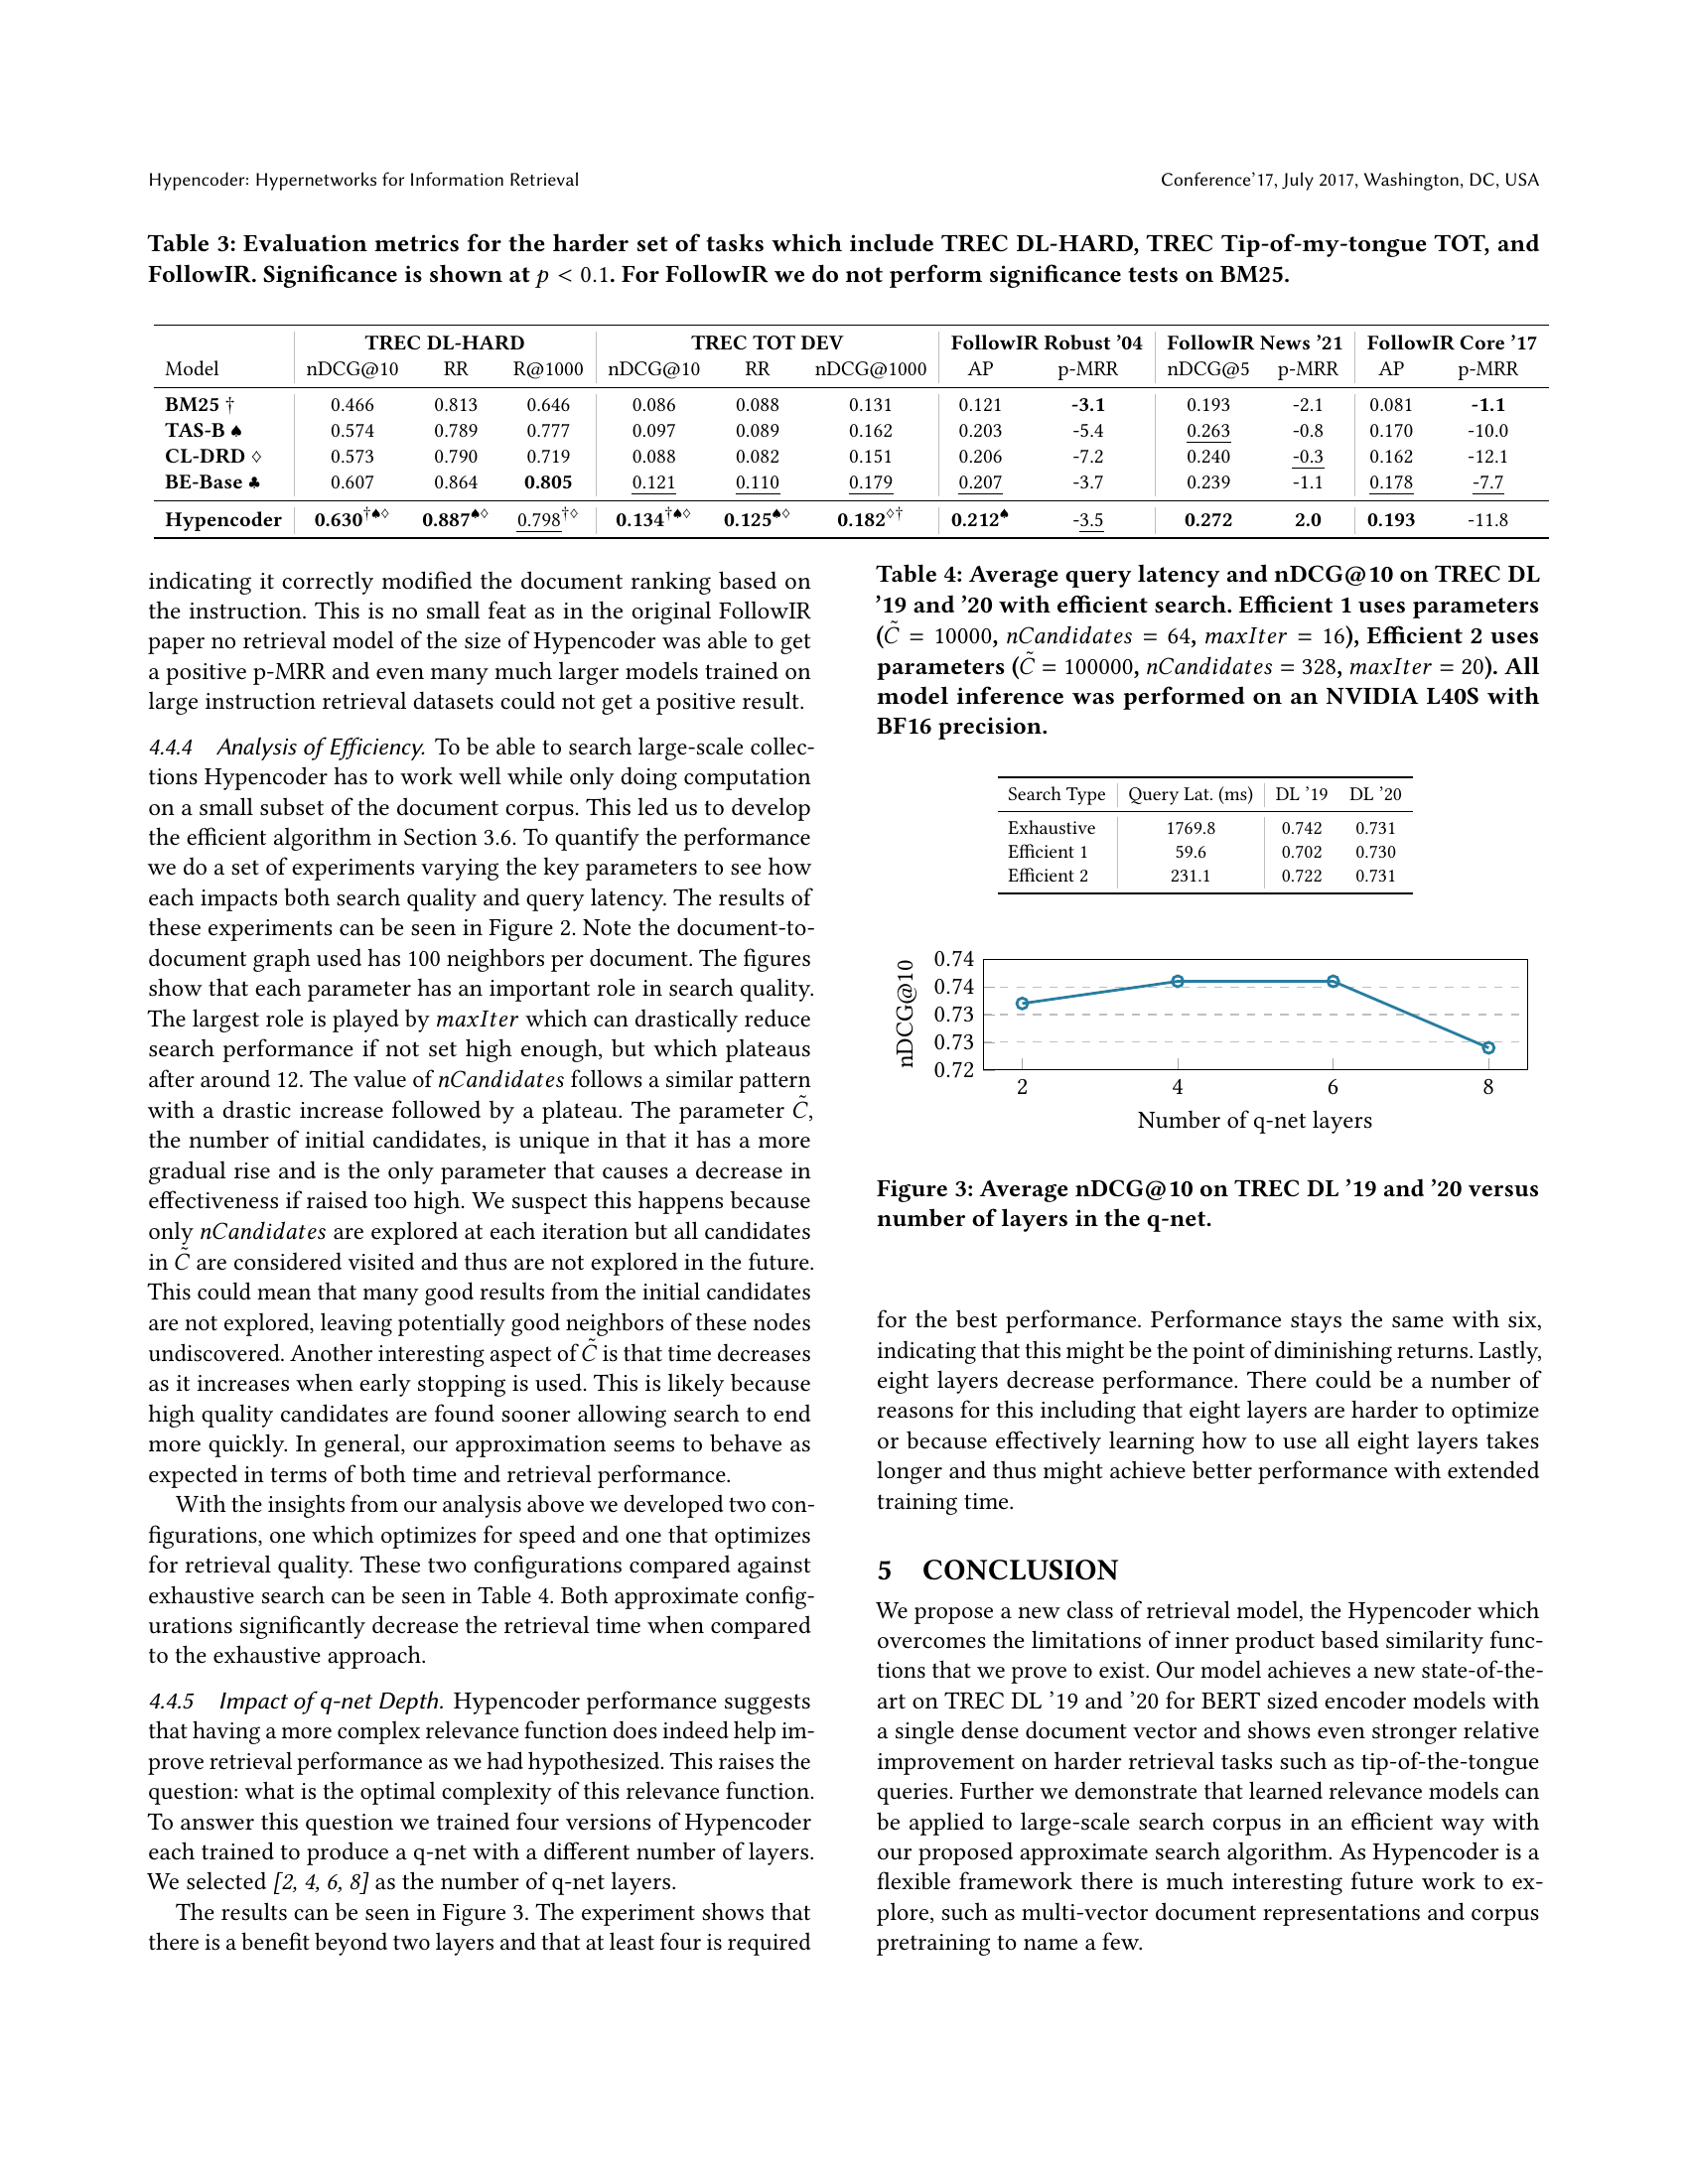 Hypencoder: Hypernetworks for Information Retrieval
Conference'17, July 2017, Washington, DC, USA
Table 3: Evaluation metrics for the harder set of tasks which include TREC DL-HARD, TREC Tip-of-my-tongue TOT, and
FollowIR. Significance is shown at p < 0.1. For FollowIR we do not perform significance tests on BM25.
TREC DL-HARD TREC TOT DEV FollowIR Robust '04 FollowIR News '21 FollowIR Core '17
Model nDCG@10 RR R@1000 nDCG@10 RR nDCG@1000 AP p-MRR nDCG@5 p-MRR AP p-MRR
BM25 † 0.466 0.813 0.646 0.086 0.088 0.131 0.121 -3.1 0.193 -2.1 0.081 -1.1
TAS-B ♠ 0.574 0.789 0.777 0.097 0.089 0.162 0.203 -5.4 0.263 -0.8 0.170 -10.0
CL-DRD ◇ 0.573 0.790 0.719 0.088 0.082 0.151 0.206 -7.2 0.240 -0.3 0.162 -12.1
BE-Base ♣ 0.607 0.864 0.805 0.121 0.110 0.179 0.207 -3.7 0.239 -1.1 0.178 -7.7
Hypencoder 0.630†♠◇ 0.887♠◇ 0.798†◇ 0.134†♠◇ 0.125♠◇ 0.182◇† 0.212♠ -3.5 0.272 2.0 0.193 -11.8
indicating it correctly modified the document ranking based on
the instruction. This is no small feat as in the original FollowIR
paper no retrieval model of the size of Hypencoder was able to get
a positive p-MRR and even many much larger models trained on
large instruction retrieval datasets could not get a positive result.
4.4.4 Analysis of Efficiency. To be able to search large-scale collec-
tions Hypencoder has to work well while only doing computation
on a small subset of the document corpus. This led us to develop
the efficient algorithm in Section 3.6. To quantify the performance
we do a set of experiments varying the key parameters to see how
each impacts both search quality and query latency. The results of
these experiments can be seen in Figure 2. Note the document-to-
document graph used has 100 neighbors per document. The figures
show that each parameter has an important role in search quality.
The largest role is played by maxIter which can drastically reduce
search performance if not set high enough, but which plateaus
after around 12. The value of nCandidates follows a similar pattern
with a drastic increase followed by a plateau. The parameter C̃,
the number of initial candidates, is unique in that it has a more
gradual rise and is the only parameter that causes a decrease in
effectiveness if raised too high. We suspect this happens because
only nCandidates are explored at each iteration but all candidates
in C̃ are considered visited and thus are not explored in the future.
This could mean that many good results from the initial candidates
are not explored, leaving potentially good neighbors of these nodes
undiscovered. Another interesting aspect of C̃ is that time decreases
as it increases when early stopping is used. This is likely because
high quality candidates are found sooner allowing search to end
more quickly. In general, our approximation seems to behave as
expected in terms of both time and retrieval performance.
With the insights from our analysis above we developed two con-
figurations, one which optimizes for speed and one that optimizes
for retrieval quality. These two configurations compared against
exhaustive search can be seen in Table 4. Both approximate config-
urations significantly decrease the retrieval time when compared
to the exhaustive approach.
4.4.5 Impact of q-net Depth. Hypencoder performance suggests
that having a more complex relevance function does indeed help im-
prove retrieval performance as we had hypothesized. This raises the
question: what is the optimal complexity of this relevance function.
To answer this question we trained four versions of Hypencoder
each trained to produce a q-net with a different number of layers.
We selected [2, 4, 6, 8] as the number of q-net layers.
The results can be seen in Figure 3. The experiment shows that
there is a benefit beyond two layers and that at least four is required
Table 4: Average query latency and nDCG@10 on TREC DL
'19 and '20 with efficient search. Efficient 1 uses parameters
(C̃ = 10000, nCandidates = 64, maxIter = 16), Efficient 2 uses
parameters (C̃ = 100000, nCandidates = 328, maxIter = 20). All
model inference was performed on an NVIDIA L40S with
BF16 precision.
Search Type Query Lat. (ms) DL '19 DL '20
Exhaustive 1769.8 0.742 0.731
Efficient 1 59.6 0.702 0.730
Efficient 2 231.1 0.722 0.731
nDCG@10
0.74
0.74
0.73
0.73
0.72
2 4 6 8
Number of q-net layers
Figure 3: Average nDCG@10 on TREC DL '19 and '20 versus
number of layers in the q-net.
for the best performance. Performance stays the same with six,
indicating that this might be the point of diminishing returns. Lastly,
eight layers decrease performance. There could be a number of
reasons for this including that eight layers are harder to optimize
or because effectively learning how to use all eight layers takes
longer and thus might achieve better performance with extended
training time.
5 CONCLUSION
We propose a new class of retrieval model, the Hypencoder which
overcomes the limitations of inner product based similarity func-
tions that we prove to exist. Our model achieves a new state-of-the-
art on TREC DL '19 and '20 for BERT sized encoder models with
a single dense document vector and shows even stronger relative
improvement on harder retrieval tasks such as tip-of-the-tongue
queries. Further we demonstrate that learned relevance models can
be applied to large-scale search corpus in an efficient way with
our proposed approximate search algorithm. As Hypencoder is a
flexible framework there is much interesting future work to ex-
plore, such as multi-vector document representations and corpus
pretraining to name a few.